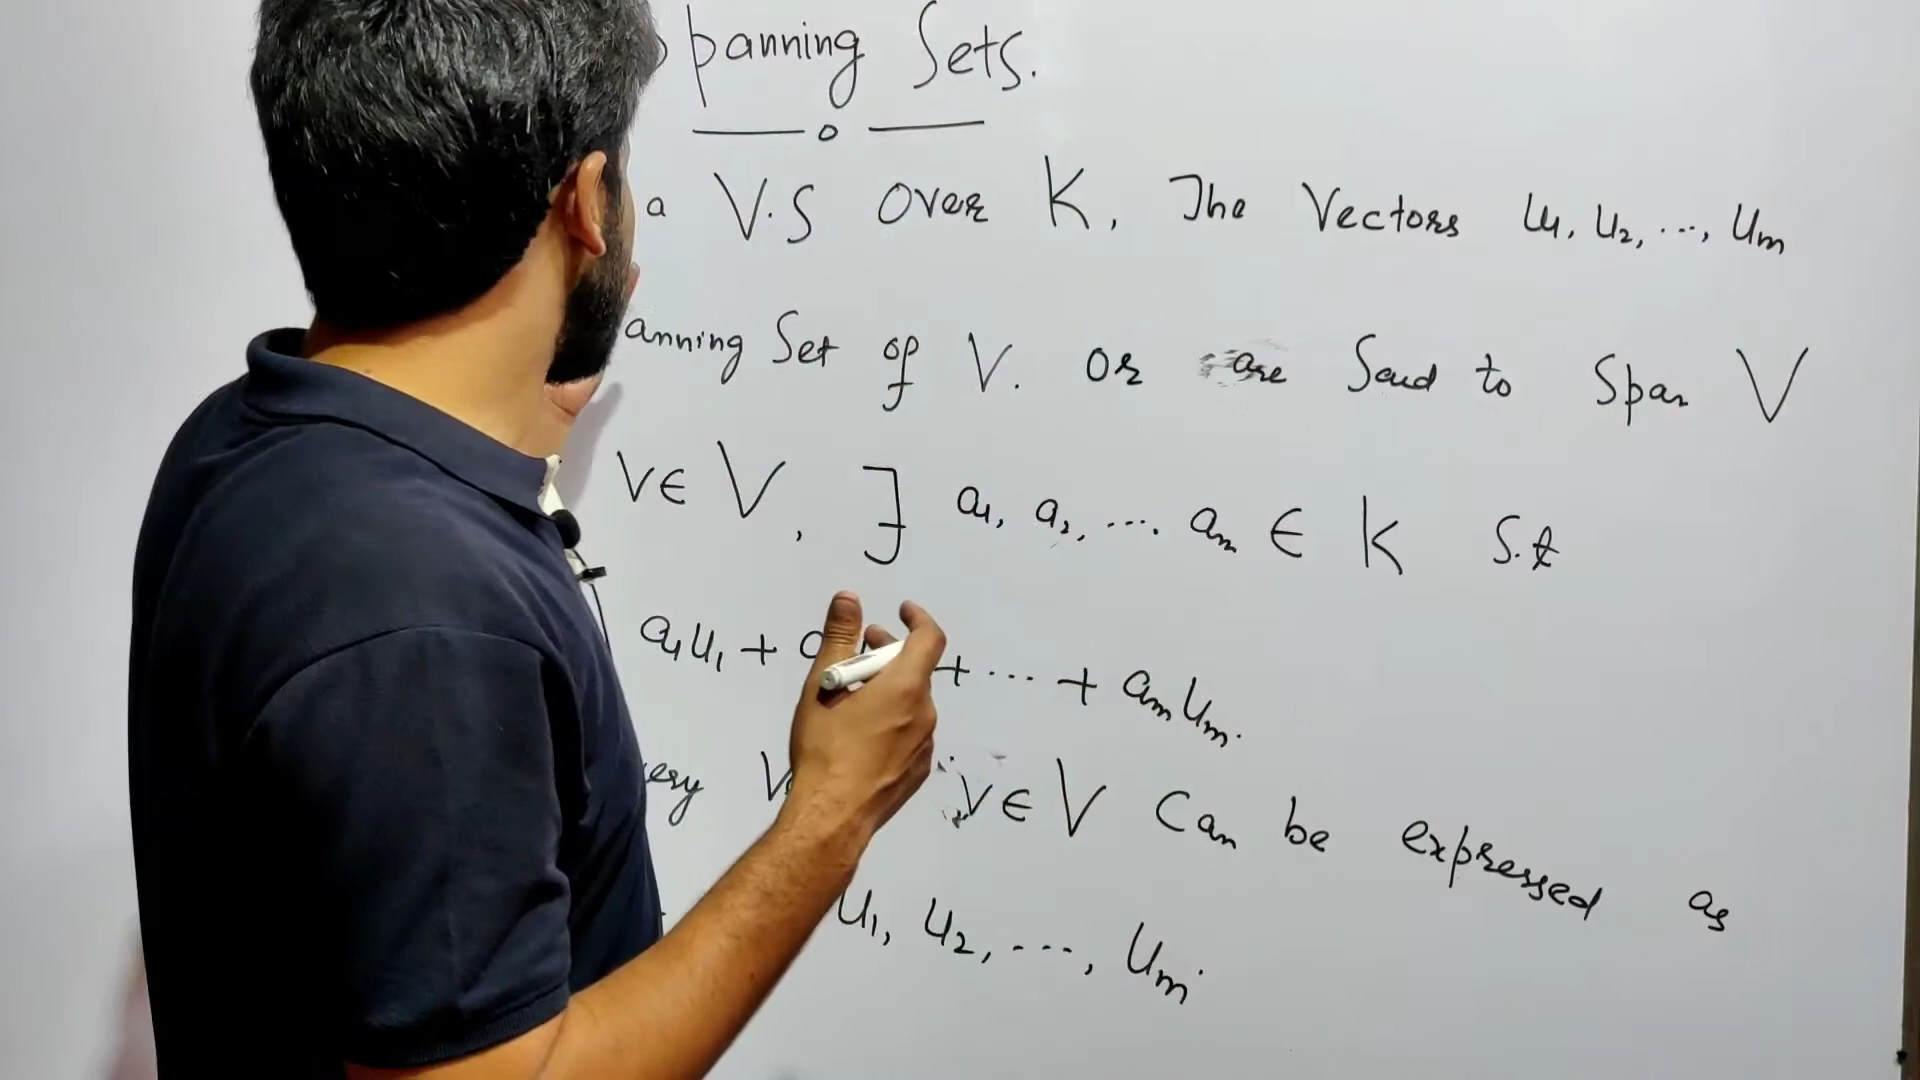 panning Sets.
a V.S over K, The Vectors u1, u2, ..., um
anning Set of V. or are Said to Span V
v ∈ V, ∃ a1, a2, .... am ∈ K s.t
a1u1 + a + ... + amum.
ery v ∈ V Can be expressed as
u1, u2, ..., um.